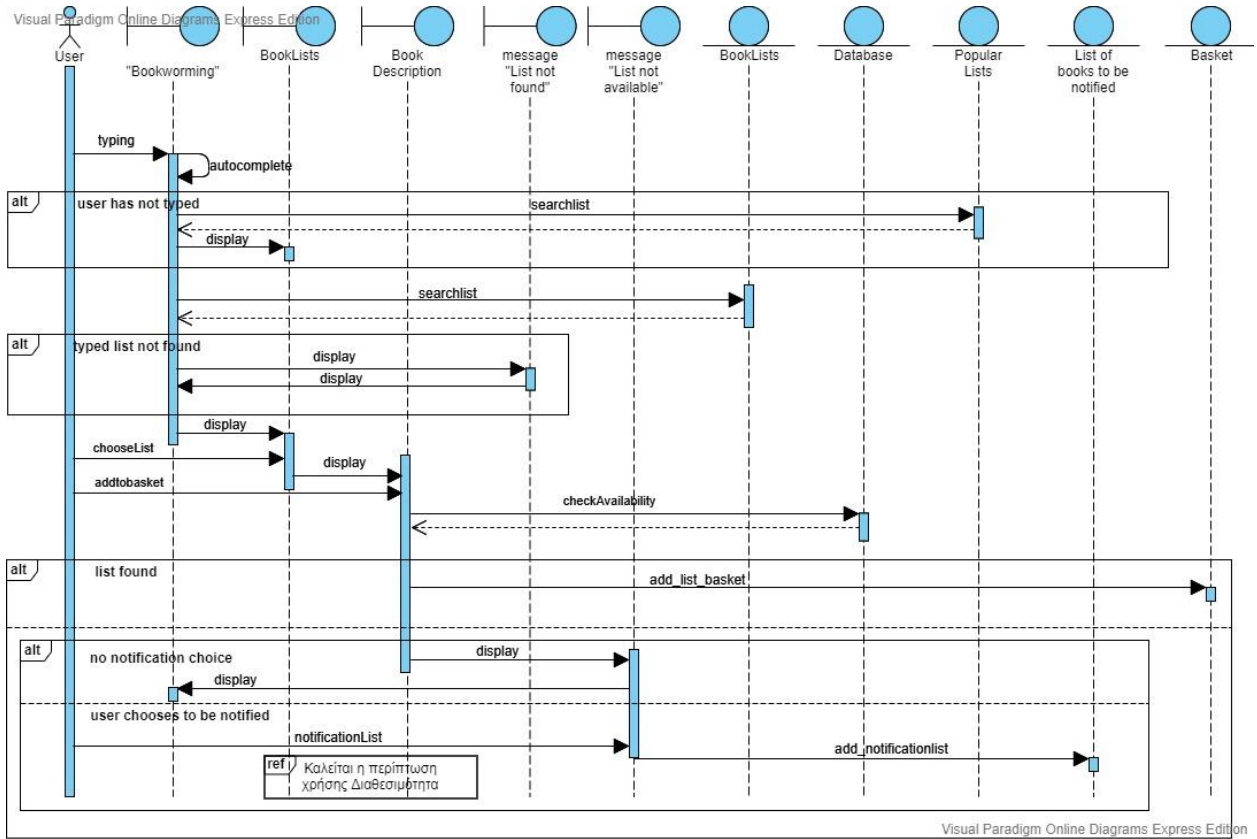 Visual Paradigm Online Diagrams Express Edition
User
"Bookworming"
BookLists
Book
Description
message
"List not
found"
message
"List not
available"
BookLists
Database
Popular
Lists
List of
books to be
notified
Basket
typing
autocomplete
alt
user has not typed
searchlist
display
searchlist
alt
typed list not found
display
display
display
chooseList
display
addtobasket
checkAvailability
alt
list found
add_list_basket
alt
no notification choice
display
display
user chooses to be notified
notificationList
add_notificationlist
ref
Καλείται η περίπτωση
χρήσης Διαθεσιμότητα
Visual Paradigm Online Diagrams Express Edition